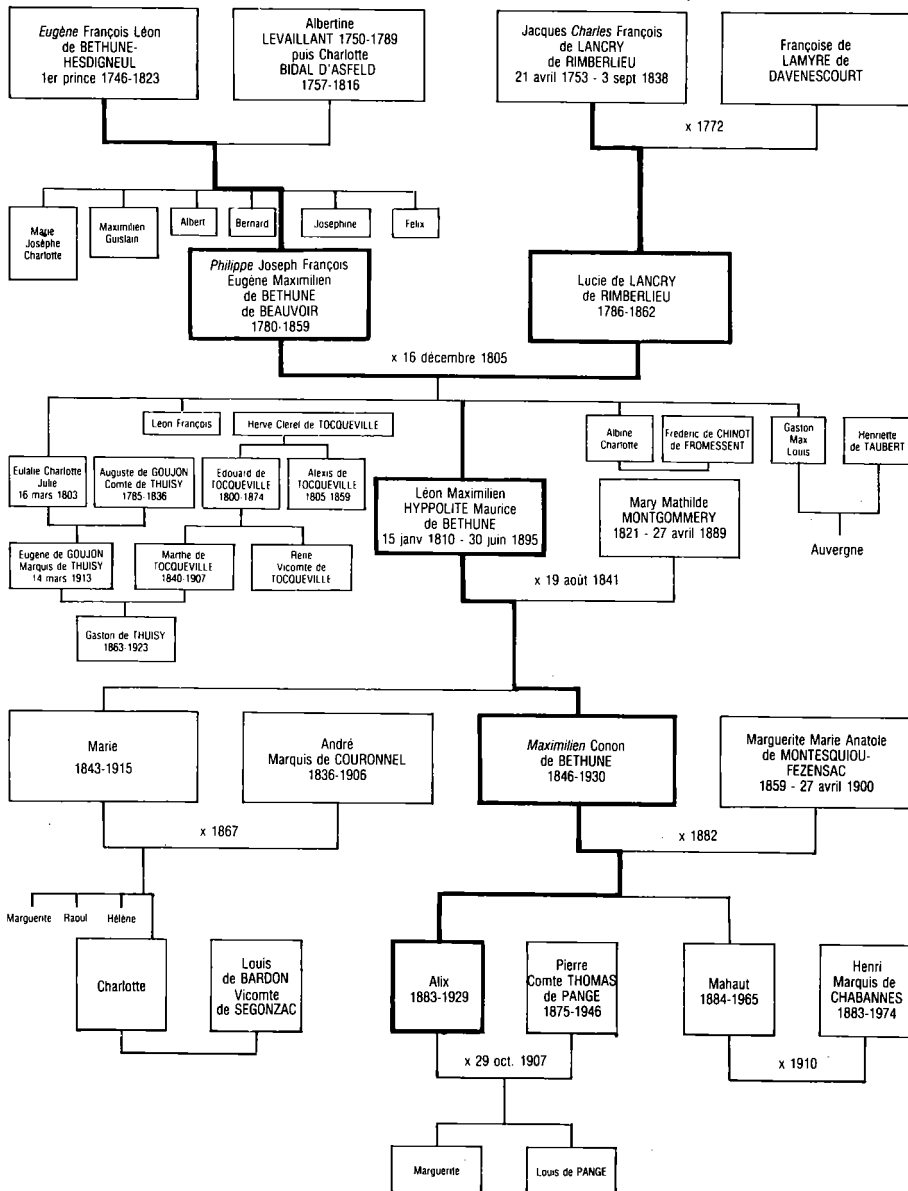 Eugène François Léon
de BETHUNE-
HESDIGNEUL
1er prince 1746-1823
Albertine
LEVAILLANT 1750-1789
puis Charlotte
BIDAL D'ASFELD
1757-1816
Jacques Charles François
de LANCRY
de RIMBERLIEU
21 avril 1753 - 3 sept 1838
Françoise de
LAMYRE de
DAVENESCOURT
x 1772
Marie
Josèphe
Charlotte
Maximilien
Guislain
Albert
Bernard
Josephine
Felix
Philippe Joseph François
Eugène Maximilien
de BETHUNE
de BEAUVOIR
1780-1859
Lucie de LANCRY
de RIMBERLIEU
1786-1862
x 16 décembre 1805
Leon François
Herve Clerel de TOCQUEVILLE
Eulalie Charlotte
Julie
16 mars 1803
Auguste de GOUJON
Comte de THUISY
1785-1836
Edouard de
TOCQUEVILLE
1800-1874
Alexis de
TOCQUEVILLE
1805 1859
Léon Maximilien
HYPPOLITE Maurice
de BETHUNE
15 janv 1810 - 30 juin 1895
Albine
Charlotte
Frederic de CHINOT
de FROMESSENT
Gaston
Max
Louis
Henriette
de TAUBERT
Mary Mathilde
MONTGOMMERY
1821 - 27 avril 1889
Auvergne
Eugene de GOUJON
Marquis de THUISY
14 mars 1913
Marthe de
TOCQUEVILLE
1840-1907
Rene
Vicomte de
TOCQUEVILLE
x 19 août 1841
Gaston de THUISY
1863-1923
Marie
1843-1915
André
Marquis de COURONNEL
1836-1906
Maximilien Conon
de BETHUNE
1846-1930
Marguerite Marie Anatole
de MONTESQUIOU-
FEZENSAC
1859 - 27 avril 1900
x 1867
x 1882
Marguerite
Raoul
Hélène
Charlotte
Louis
de BARDON
Vicomte
de SEGONZAC
Alix
1883-1929
Pierre
Comte THOMAS
de PANGE
1875-1946
Mahaut
1884-1965
Henri
Marquis de
CHABANNES
1883-1974
x 29 oct. 1907
x 1910
Marguerite
Louis de PANGE